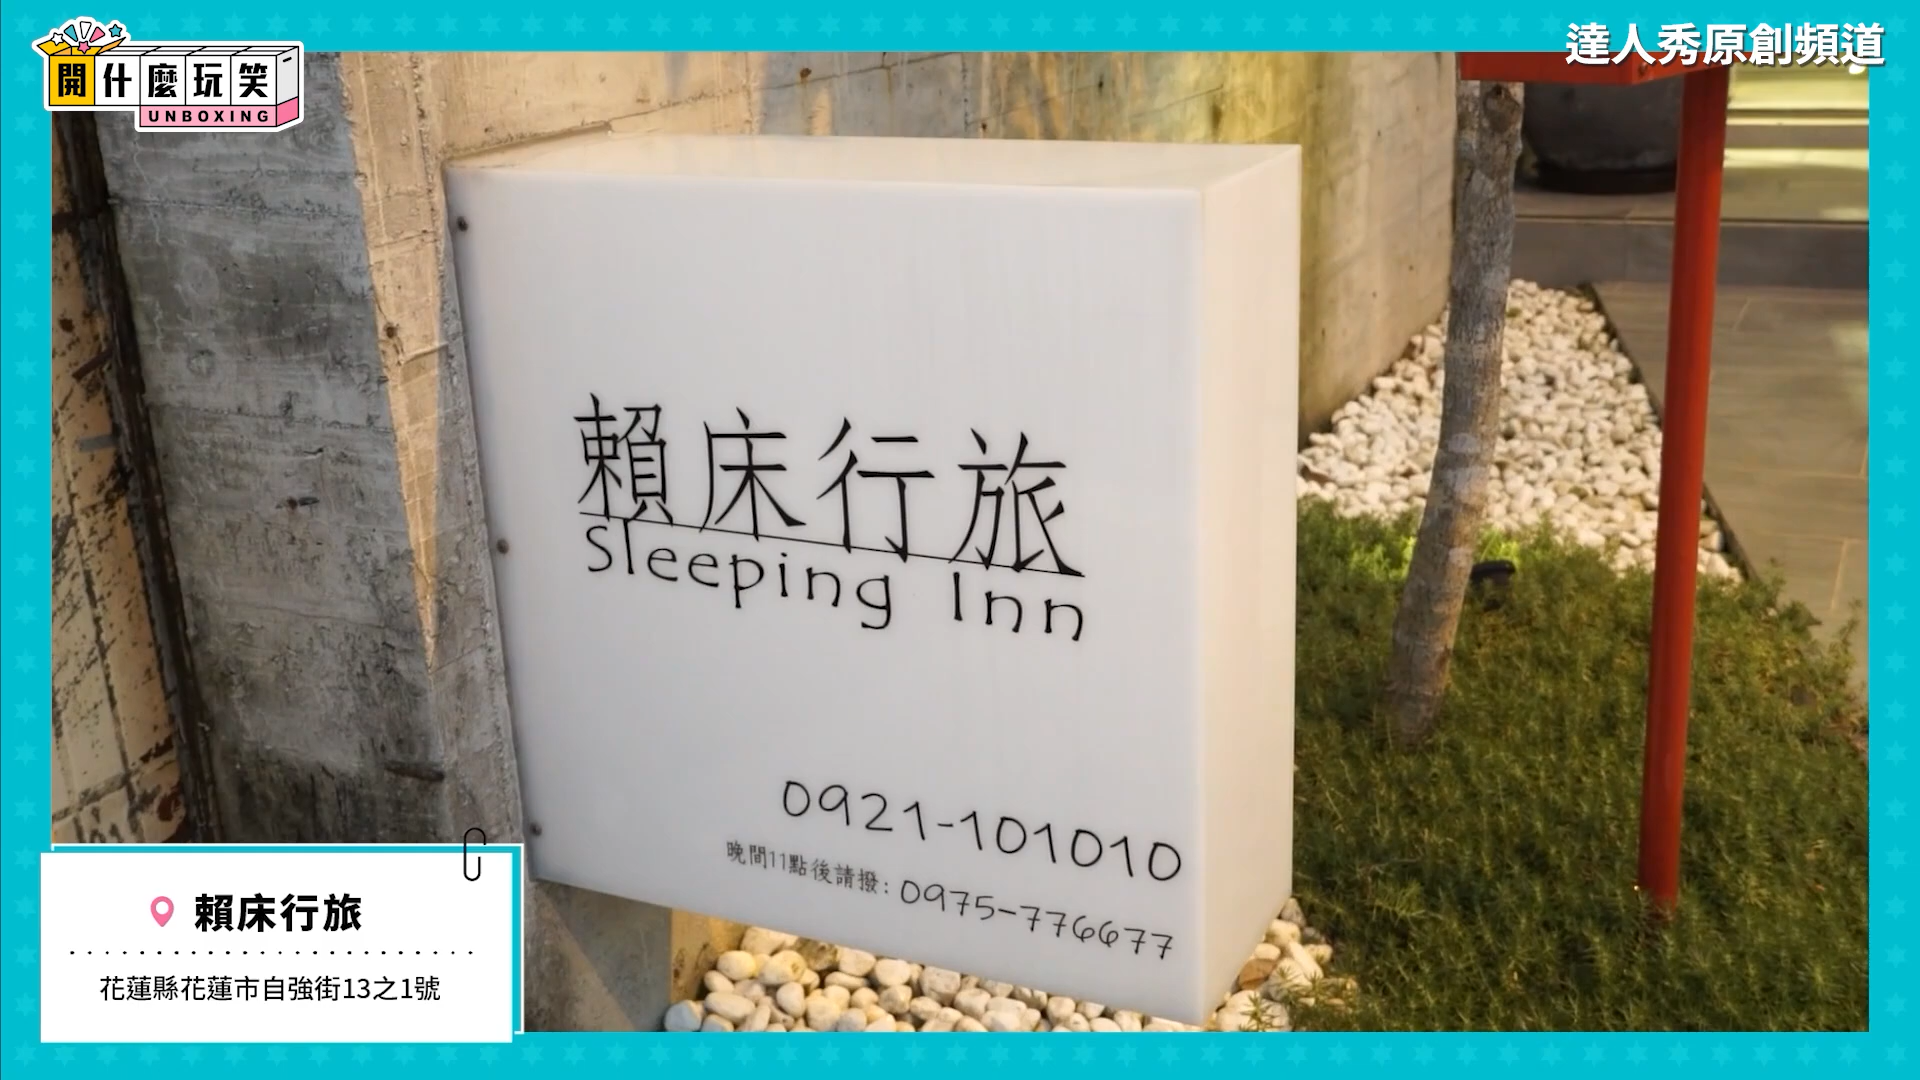 開什麼玩笑
UNBOXING
達人秀原創頻道
賴床行旅
Sleeping Inn
0921-101010
晚間11點後請撥:0975-776677
賴床行旅
花蓮縣花蓮市自強街13之1號